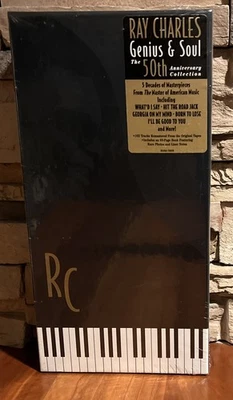 RAY CHARLES
Genius & Soul
The 50th Anniversary
Collection
5 Decades of Masterpieces
From The Master of American Music
Including
WHAT'D I SAY • HIT THE ROAD JACK
GEORGIA ON MY MIND • BORN TO LOSE
I'LL BE GOOD TO YOU
and More!
RC